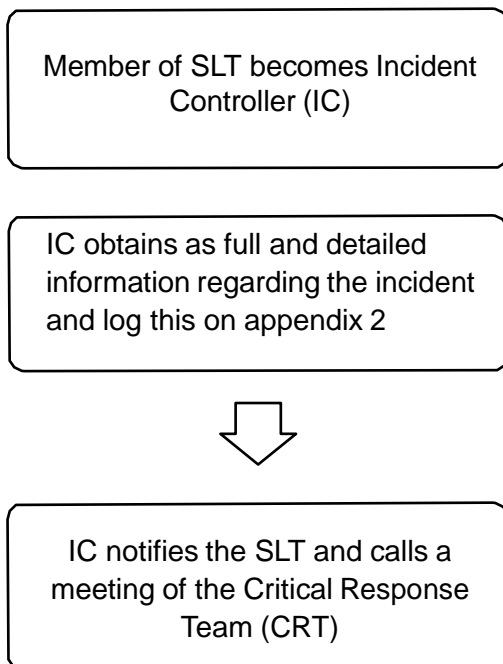 Member of SLT becomes Incident
Controller (IC)
IC obtains as full and detailed
information regarding the incident
and log this on appendix 2
IC notifies the SLT and calls a
meeting of the Critical Response
Team (CRT)